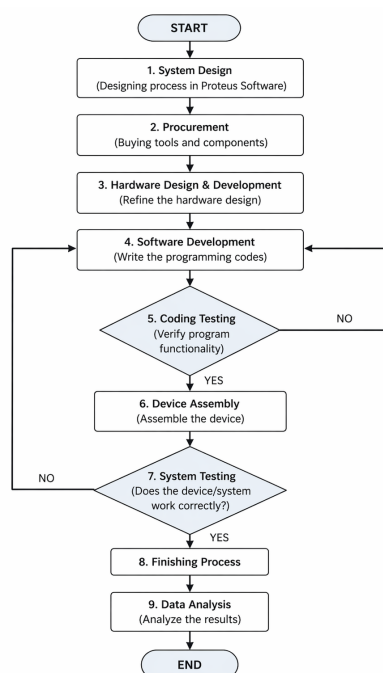 START
1. System Design
(Designing process in Proteus Software)
2. Procurement
(Buying tools and components)
3. Hardware Design & Development
(Refine the hardware design)
4. Software Development
(Write the programming codes)
5. Coding Testing
(Verify program
functionality)
NO
YES
6. Device Assembly
(Assemble the device)
7. System Testing
(Does the device/system
work correctly?)
NO
YES
8. Finishing Process
9. Data Analysis
(Analyze the results)
END